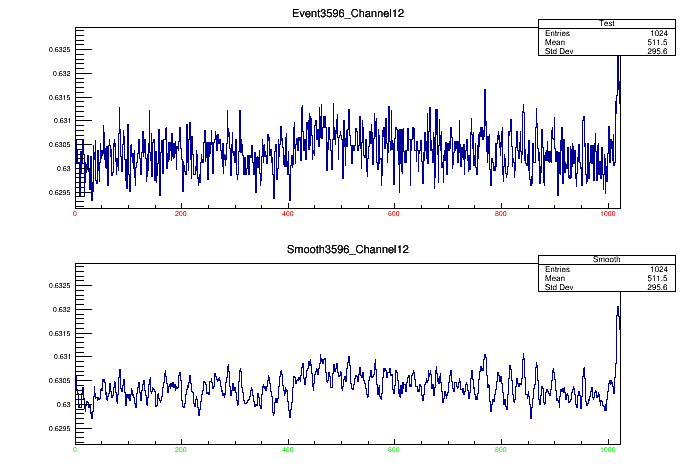 Event3596_Channel12
Test
Entries 1024
Mean 511.5
Std Dev 295.6
0.6325
0.632
0.6315
0.631
0.6305
0.63
0.6295
0 200 400 600 800 1000
Smooth3596_Channel12
Smooth
Entries 1024
Mean 511.5
Std Dev 295.6
0.6325
0.632
0.6315
0.631
0.6305
0.63
0.6295
0 200 400 600 800 1000